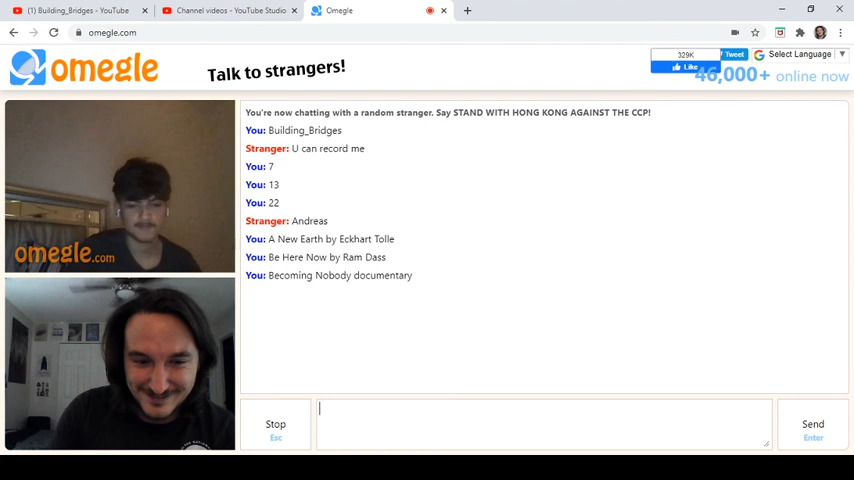 (1) Building_Bridges - YouTube
Channel videos - YouTube Studio
Omegle
omegle.com
omegle
Talk to strangers!
329K
Tweet
Like
Select Language
46,000+ online now
You're now chatting with a random stranger. Say STAND WITH HONG KONG AGAINST THE CCP!
You: Building_Bridges
Stranger: U can record me
You: 7
You: 13
You: 22
Stranger: Andreas
You: A New Earth by Eckhart Tolle
You: Be Here Now by Ram Dass
You: Becoming Nobody documentary
omegle.com
Stop
Esc
Send
Enter